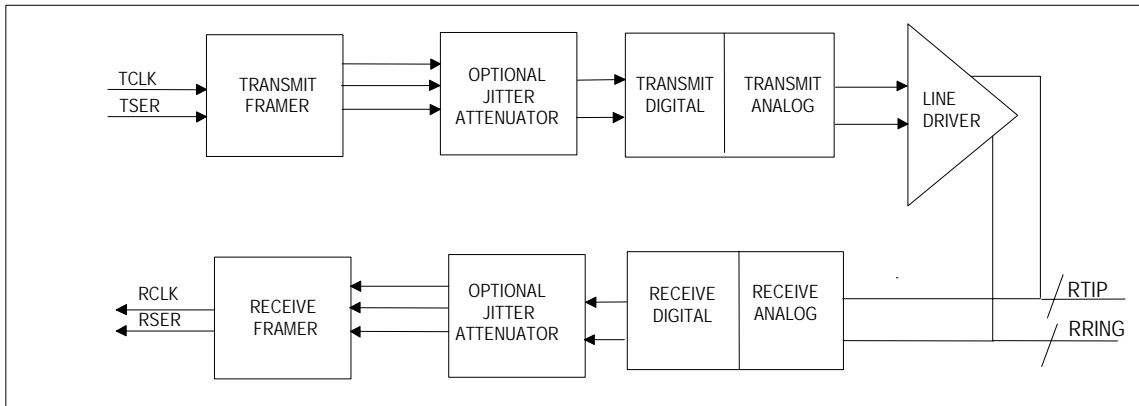 TCLK
TSER
TRANSMIT
FRAMER
OPTIONAL
JITTER
ATTENUATOR
TRANSMIT
DIGITAL
TRANSMIT
ANALOG
LINE
DRIVER
RCLK
RSER
RECEIVE
FRAMER
OPTIONAL
JITTER
ATTENUATOR
RECEIVE
DIGITAL
RECEIVE
ANALOG
RTIP
RRING